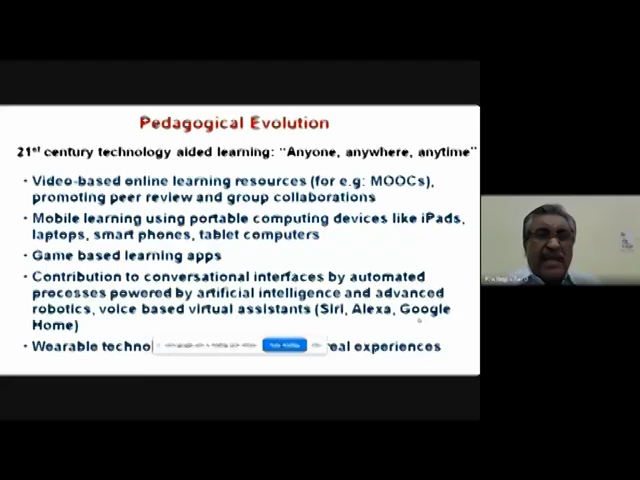 Pedagogical Evolution
21st century technology aided learning: "Anyone, anywhere, anytime"
· Video-based online learning resources (for e.g: MOOCs),
promoting peer review and group collaborations
· Mobile learning using portable computing devices like iPads,
laptops, smart phones, tablet computers
· Game based learning apps
· Contribution to conversational interfaces by automated
processes powered by artificial intelligence and advanced
robotics, voice based virtual assistants (Siri, Alexa, Google
Home)
· Wearable experiences